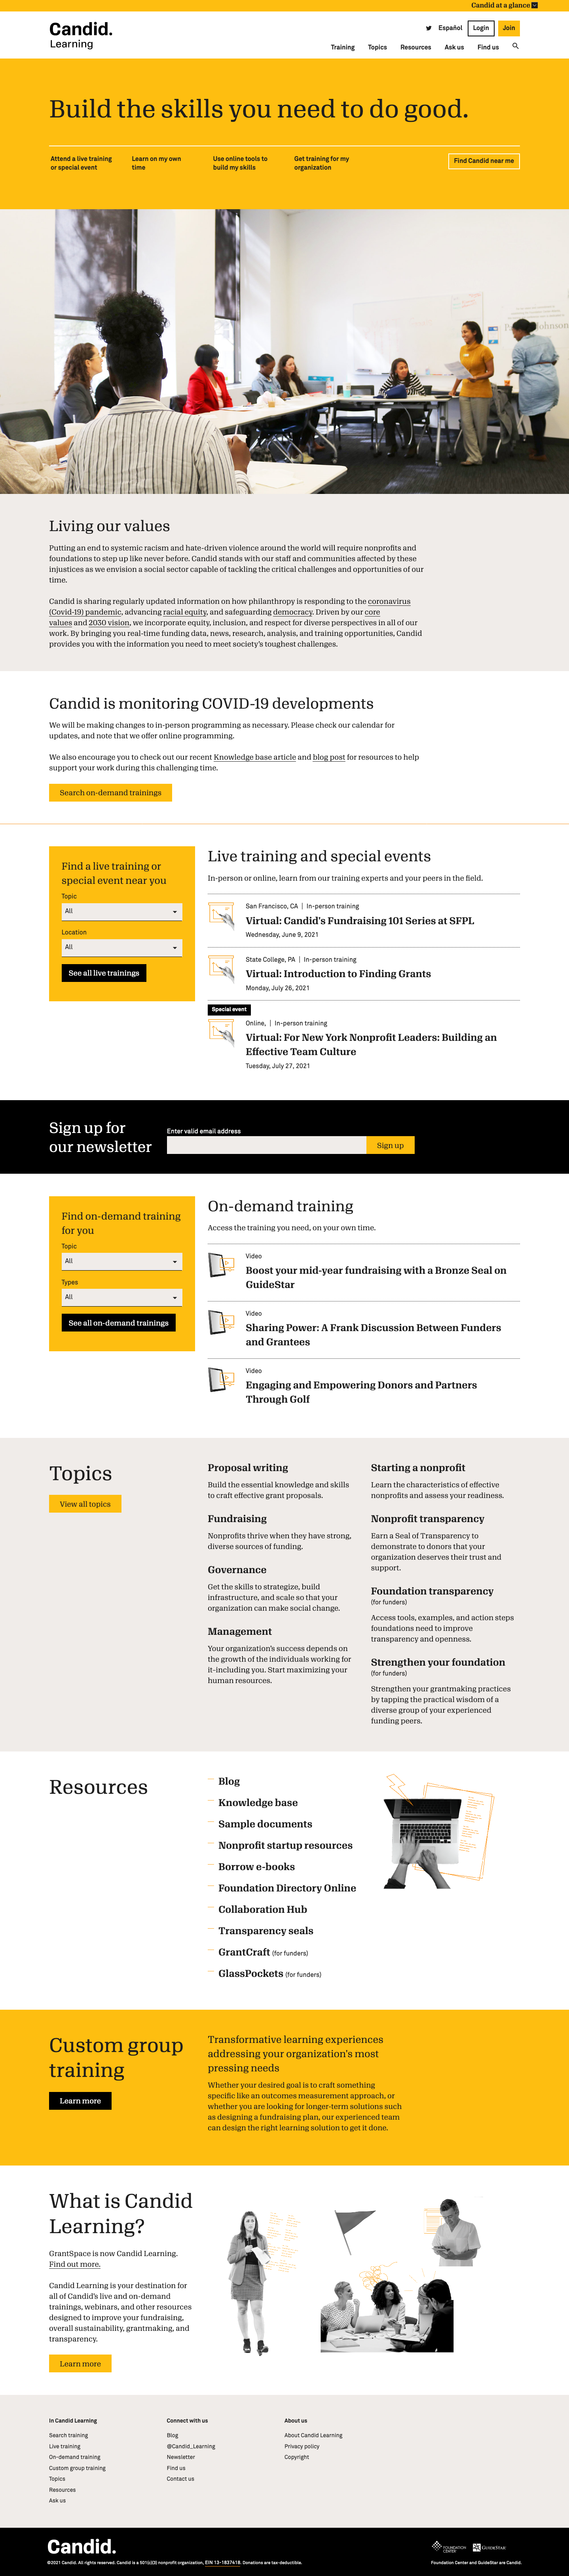 Candid at a glance
Candid.
Learning
Español
Login
Join
Training
Topics
Resources
Ask us
Find us
Build the skills you need to do good.
Attend a live training
or special event
Learn on my own
time
Use online tools to
build my skills
Get training for my
organization
Find Candid near me
Living our values
Putting an end to systemic racism and hate-driven violence around the world will require nonprofits and
foundations to step up like never before. Candid stands with our staff and communities affected by these
injustices as we envision a social sector capable of tackling the critical challenges and opportunities of our
time.
Candid is sharing regularly updated information on how philanthropy is responding to the coronavirus
(Covid-19) pandemic, advancing racial equity, and safeguarding democracy. Driven by our core
values and 2030 vision, we incorporate equity, inclusion, and respect for diverse perspectives in all of our
work. By bringing you real-time funding data, news, research, analysis, and training opportunities, Candid
provides you with the information you need to meet society's toughest challenges.
Candid is monitoring COVID-19 developments
We will be making changes to in-person programming as necessary. Please check our calendar for
updates, and note that we offer online programming.
We also encourage you to check out our recent Knowledge base article and blog post for resources to help
support your work during this challenging time.
Search on-demand trainings
Find a live training or
special event near you
Topic
All
Location
All
See all live trainings
Live training and special events
In-person or online, learn from our training experts and your peers in the field.
San Francisco, CA | In-person training
Virtual: Candid's Fundraising 101 Series at SFPL
Wednesday, June 9, 2021
State College, PA | In-person training
Virtual: Introduction to Finding Grants
Monday, July 26, 2021
Special event
Online, | In-person training
Virtual: For New York Nonprofit Leaders: Building an
Effective Team Culture
Tuesday, July 27, 2021
Sign up for
our newsletter
Enter valid email address
Sign up
Find on-demand training
for you
Topic
All
Types
All
See all on-demand trainings
On-demand training
Access the training you need, on your own time.
Video
Boost your mid-year fundraising with a Bronze Seal on
GuideStar
Video
Sharing Power: A Frank Discussion Between Funders
and Grantees
Video
Engaging and Empowering Donors and Partners
Through Golf
Topics
View all topics
Proposal writing
Build the essential knowledge and skills
to craft effective grant proposals.
Fundraising
Nonprofits thrive when they have strong,
diverse sources of funding.
Governance
Get the skills to strategize, build
infrastructure, and scale so that your
organization can make social change.
Management
Your organization's success depends on
the growth of the individuals working for
it–including you. Start maximizing your
human resources.
Starting a nonprofit
Learn the characteristics of effective
nonprofits and assess your readiness.
Nonprofit transparency
Earn a Seal of Transparency to
demonstrate to donors that your
organization deserves their trust and
support.
Foundation transparency
(for funders)
Access tools, examples, and action steps
foundations need to improve
transparency and openness.
Strengthen your foundation
(for funders)
Strengthen your grantmaking practices
by tapping the practical wisdom of a
diverse group of your experienced
funding peers.
Resources
Blog
Knowledge base
Sample documents
Nonprofit startup resources
Borrow e-books
Foundation Directory Online
Collaboration Hub
Transparency seals
GrantCraft (for funders)
GlassPockets (for funders)
Custom group
training
Learn more
Transformative learning experiences
addressing your organization's most
pressing needs
Whether your desired goal is to craft something
specific like an outcomes measurement approach, or
whether you are looking for longer-term solutions such
as designing a fundraising plan, our experienced team
can design the right learning solution to get it done.
What is Candid
Learning?
GrantSpace is now Candid Learning.
Find out more.
Candid Learning is your destination for
all of Candid's live and on-demand
trainings, webinars, and other resources
designed to improve your fundraising,
overall sustainability, grantmaking, and
transparency.
Learn more
In Candid Learning
Search training
Live training
On-demand training
Custom group training
Topics
Resources
Ask us
Connect with us
Blog
@Candid_Learning
Newsletter
Find us
Contact us
About us
About Candid Learning
Privacy policy
Copyright
Candid.
©2021 Candid. All rights reserved. Candid is a 501(c)(3) nonprofit organization, EIN 13-1837418. Donations are tax-deductible.
FOUNDATION
CENTER
GUIDESTAR
Foundation Center and GuideStar are Candid.